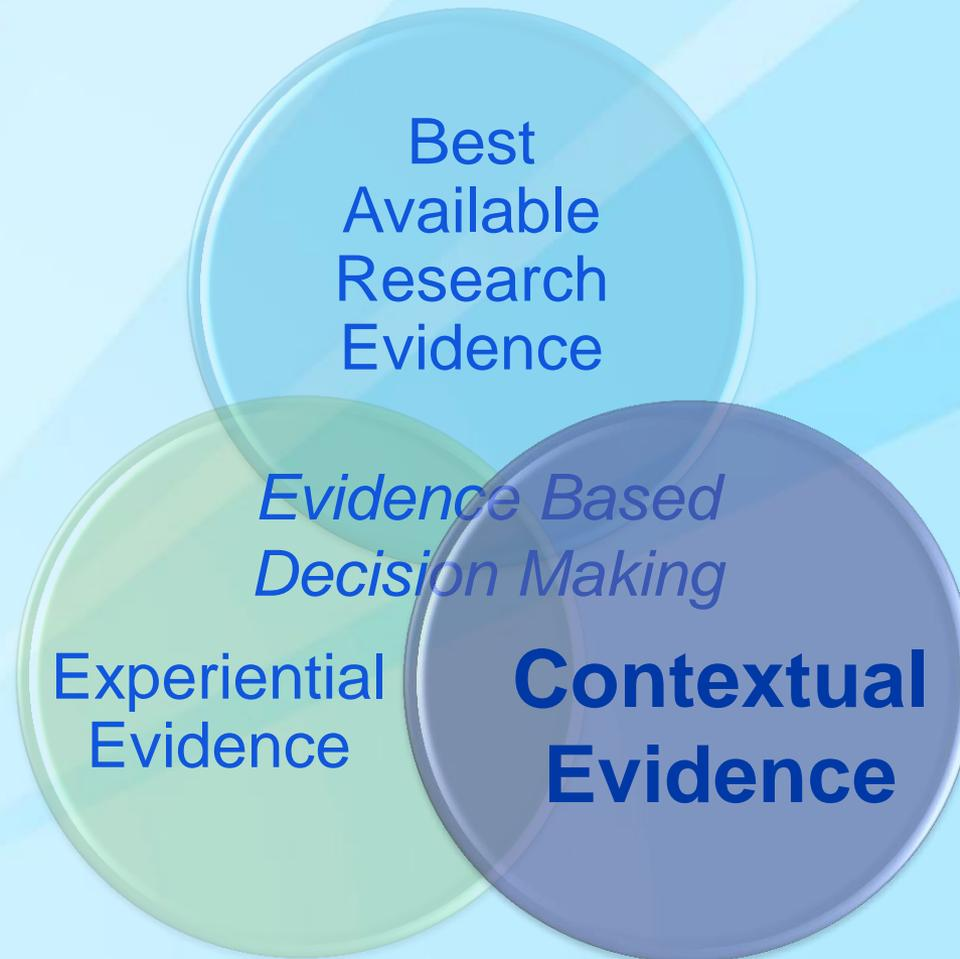 Best
Available
Research
Evidence
Evidence Based
Decision Making
Experiential
Evidence
Contextual
Evidence